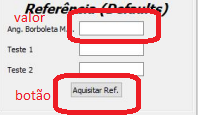 Referência (Defaults)
valor
Ang. Borboleta M...
Teste 1
Teste 2
botão
Aquisitar Ref.